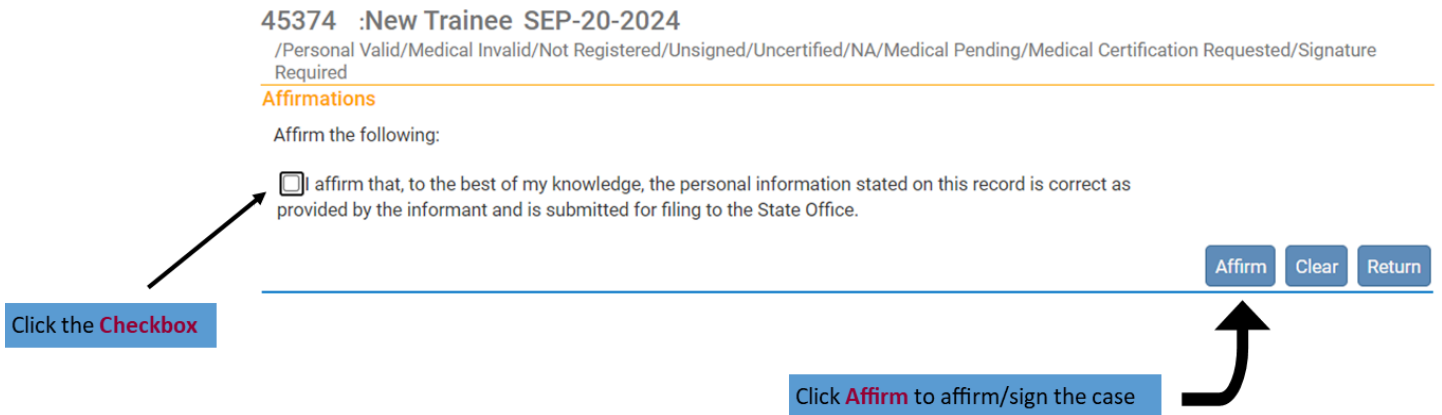 45374 :New Trainee SEP-20-2024
/Personal Valid/Medical Invalid/Not Registered/Unsigned/Uncertified/NA/Medical Pending/Medical Certification Requested/Signature
Required
Affirmations
Affirm the following:
I affirm that, to the best of my knowledge, the personal information stated on this record is correct as
provided by the informant and is submitted for filing to the State Office.
Affirm Clear Return
Click the Checkbox
Click Affirm to affirm/sign the case